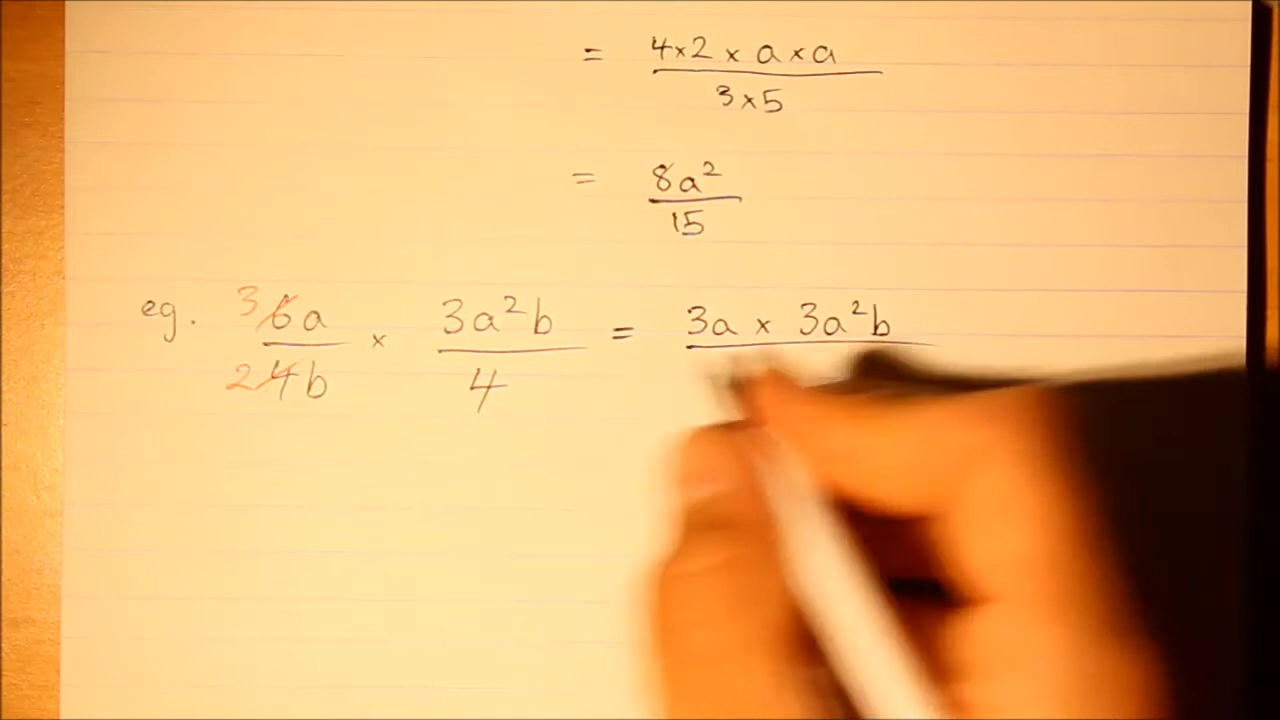 = 4×2 × a × a
3×5
= 8a²
15
eg. 3 6a × 3a²b = 3a × 3a²b
2 4b 4